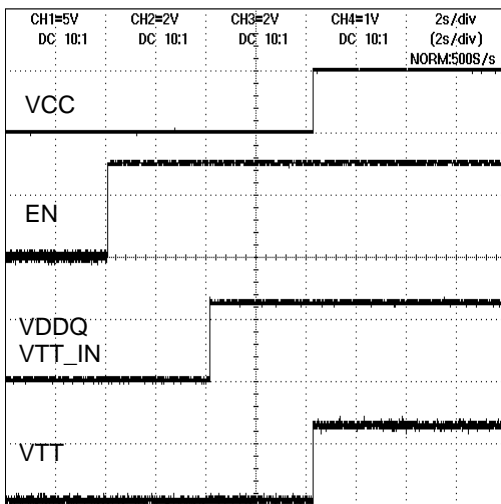 CH1=5V CH2=2V CH3=2V CH4=1V 2s/div
DC 10:1 DC 10:1 DC 10:1 DC 10:1 (2s/div)
NORM:500S/s
VCC
EN
VDDQ
VTT_IN
VTT